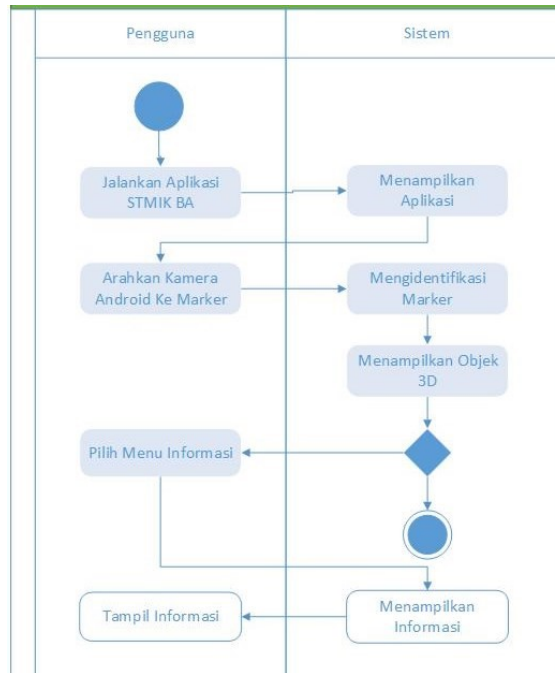 Pengguna
Sistem
Jalankan Aplikasi
STMIK BA
Menampilkan
Aplikasi
Arahkan Kamera
Android Ke Marker
Mengidentifikasi
Marker
Menampilkan Objek
3D
Pilih Menu Informasi
Tampil Informasi
Menampilkan
Informasi